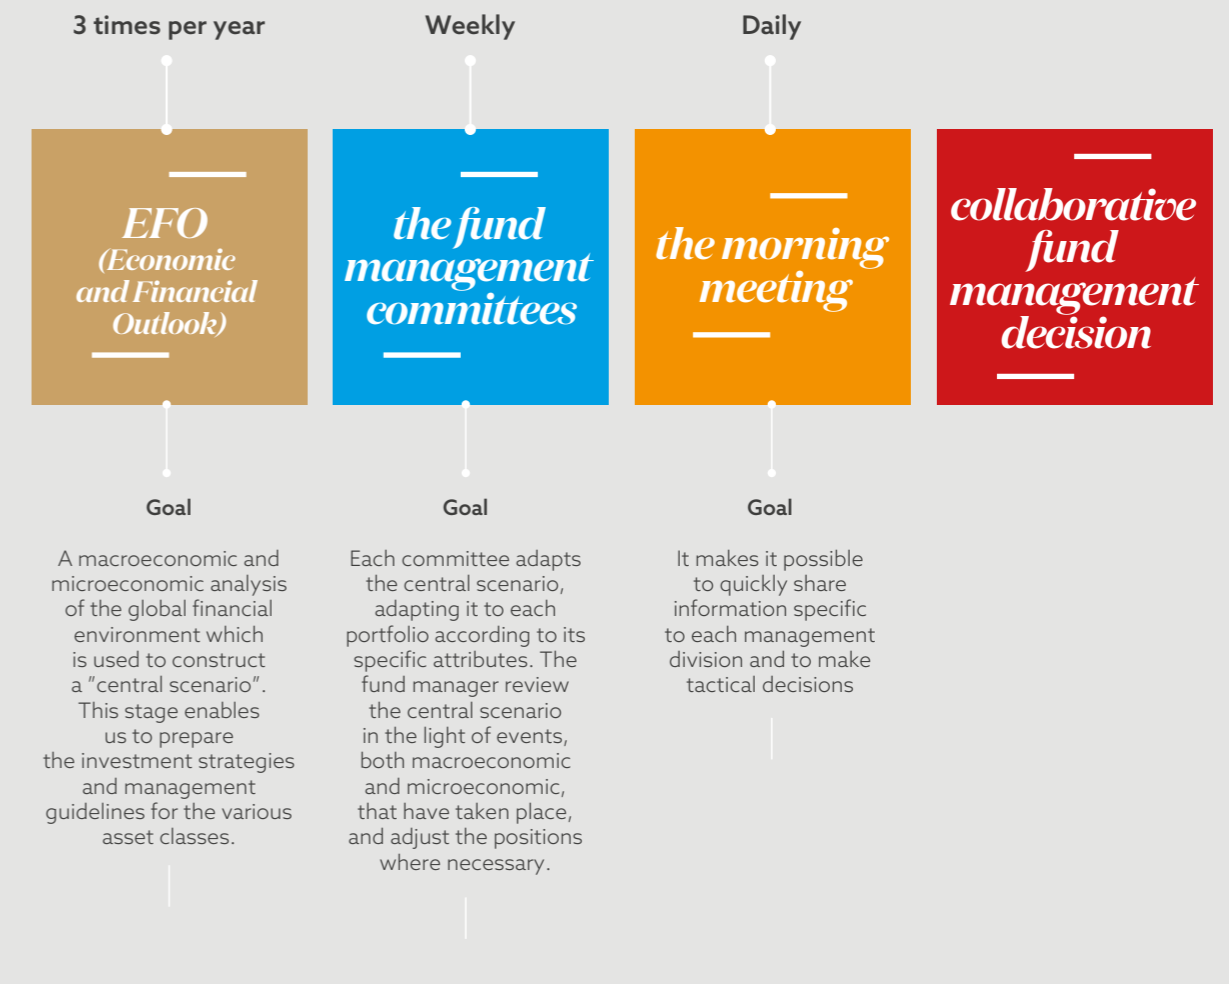 3 times per year
Weekly
Daily
EFO
(Economic
and Financial
Outlook)
the fund
management
committees
the morning
meeting
collaborative
fund
management
decision
Goal
A macroeconomic and
microeconomic analysis
of the global financial
environment which
is used to construct
a "central scenario".
This stage enables
us to prepare
the investment strategies
and management
guidelines for the various
asset classes.
Goal
Each committee adapts
the central scenario,
adapting it to each
portfolio according to its
specific attributes. The
fund manager review
the central scenario
in the light of events,
both macroeconomic
and microeconomic,
that have taken place,
and adjust the positions
where necessary.
Goal
It makes it possible
to quickly share
information specific
to each management
division and to make
tactical decisions